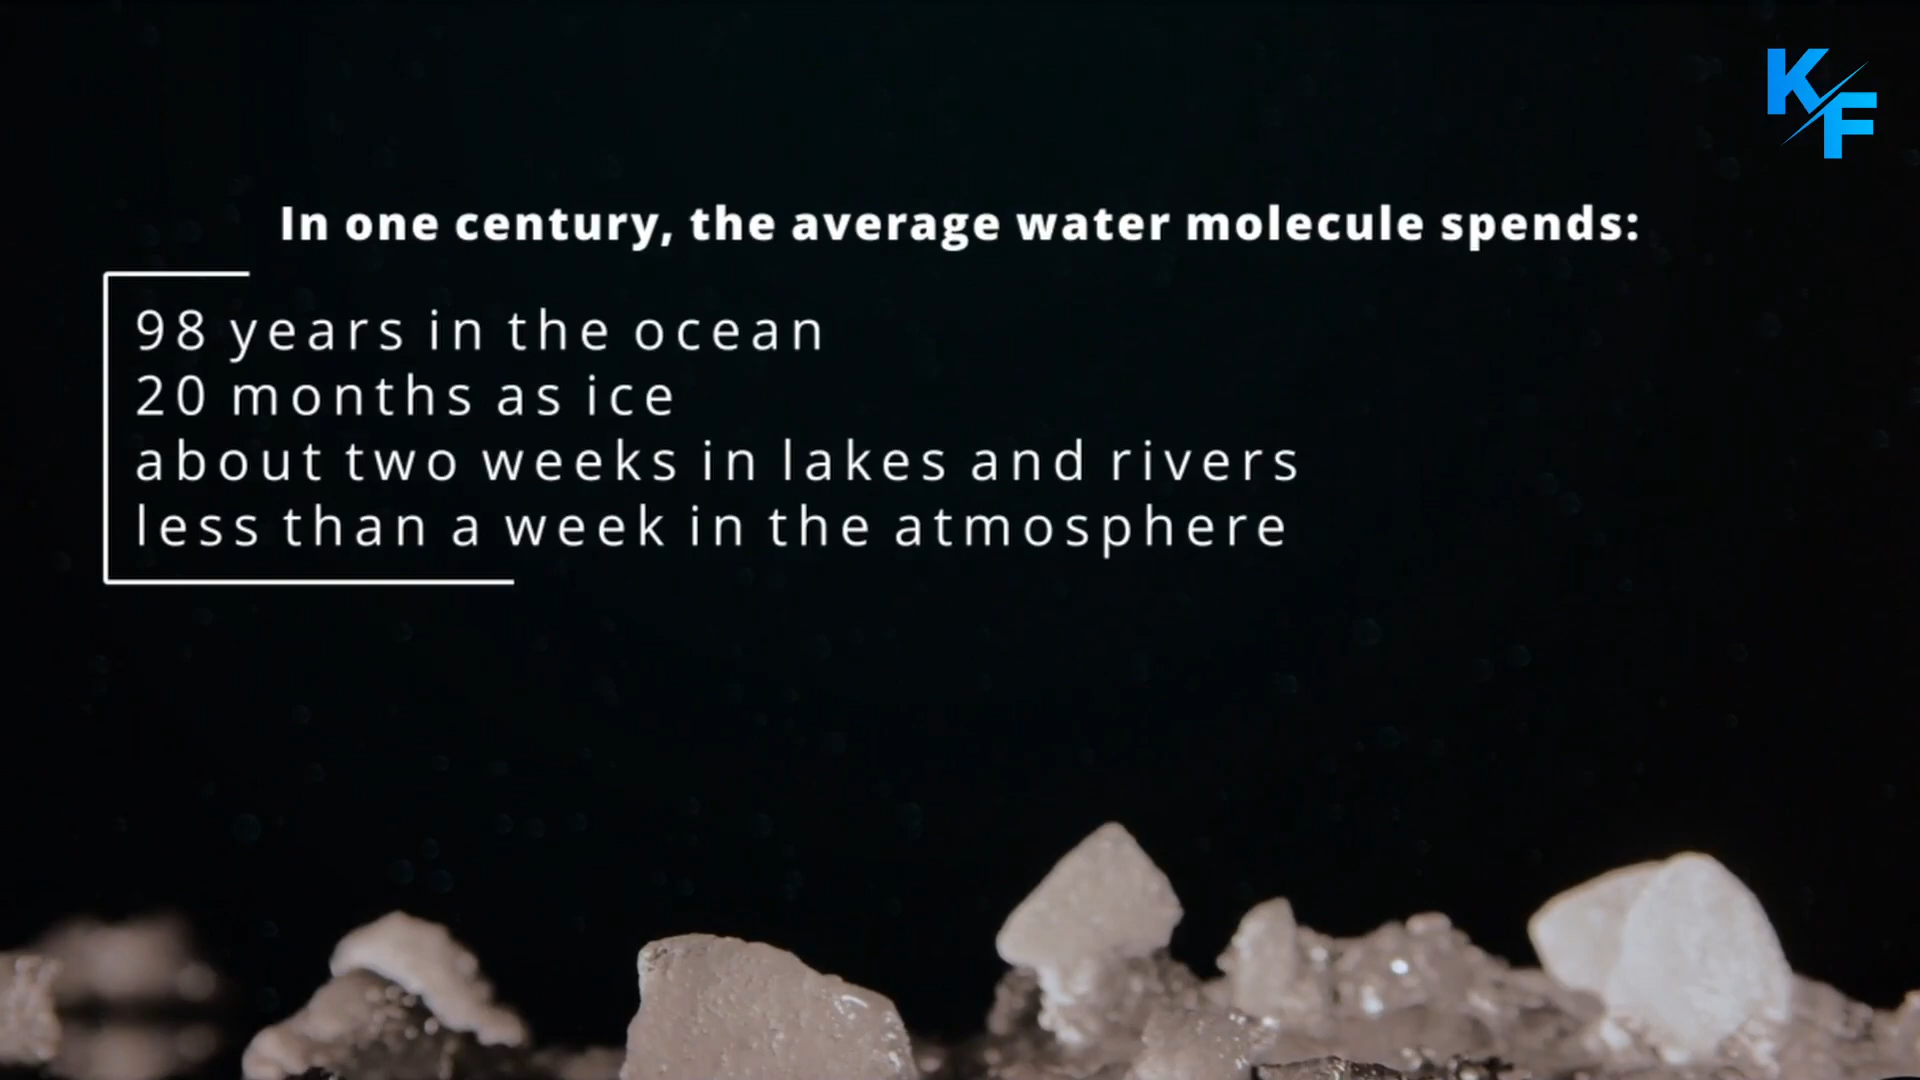 KF
In one century, the average water molecule spends:
98 years in the ocean
20 months as ice
about two weeks in lakes and rivers
less than a week in the atmosphere